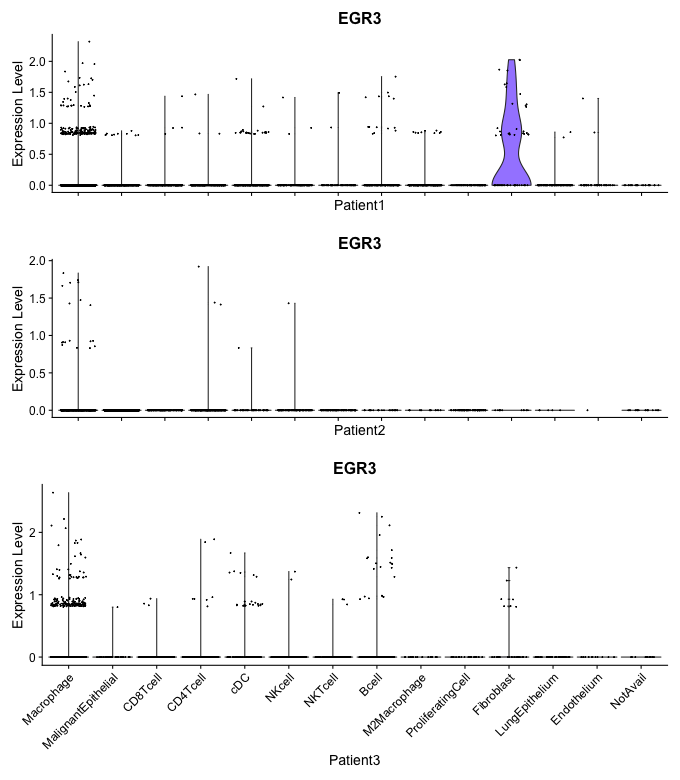 EGR3
Expression Level
2.0
1.5
1.0
0.5
0.0
Patient1
EGR3
Expression Level
2.0
1.5
1.0
0.5
0.0
Patient2
EGR3
Expression Level
2
1
0
Macrophage
MalignantEpithelial
CD8Tcell
CD4Tcell
cDC
NKcell
NKTcell
Bcell
M2Macrophage
ProliferatingCell
Fibroblast
LungEpithelium
Endothelium
NotAvail
Patient3